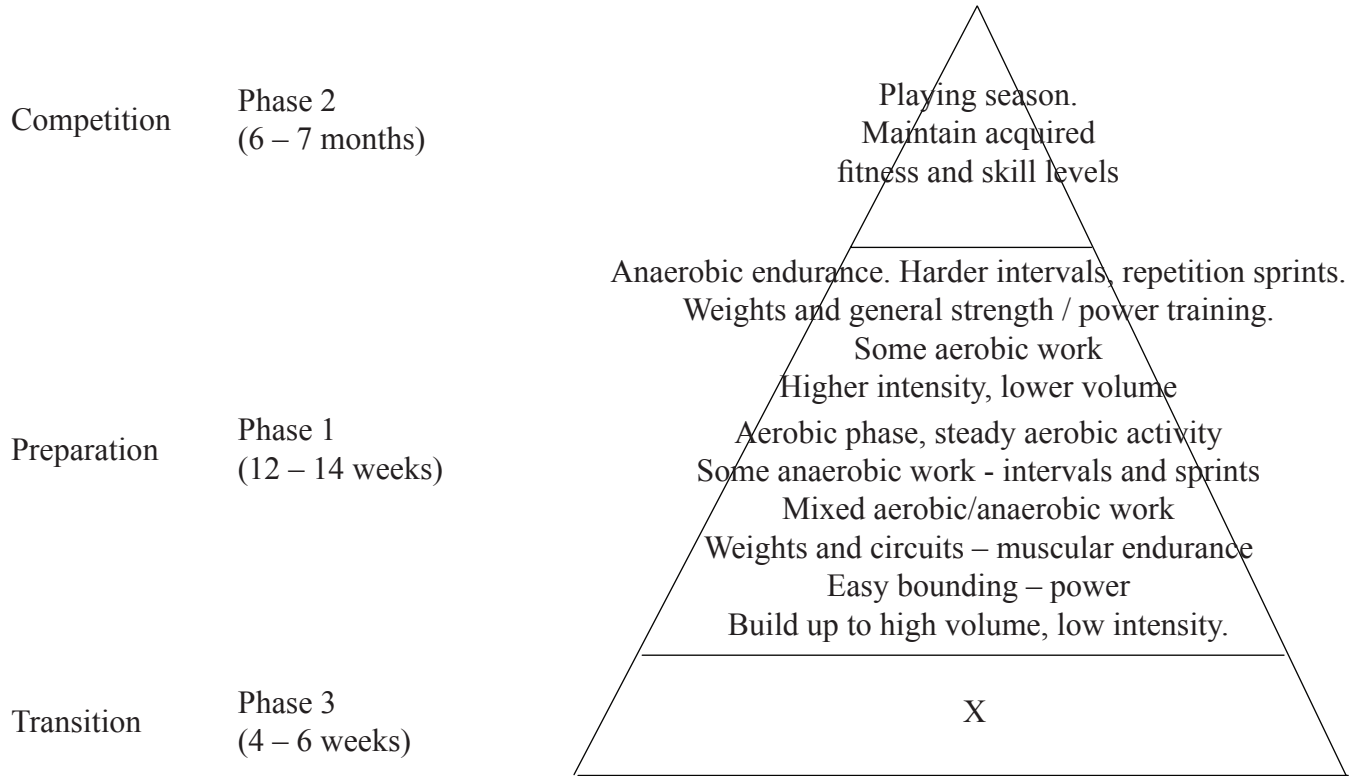 Competition
Phase 2
(6 – 7 months)
Playing season.
Maintain acquired
fitness and skill levels
Preparation
Phase 1
(12 – 14 weeks)
Anaerobic endurance. Harder intervals, repetition sprints.
Weights and general strength / power training.
Some aerobic work
Higher intensity, lower volume
Aerobic phase, steady aerobic activity
Some anaerobic work - intervals and sprints
Mixed aerobic/anaerobic work
Weights and circuits – muscular endurance
Easy bounding – power
Build up to high volume, low intensity.
Transition
Phase 3
(4 – 6 weeks)
X